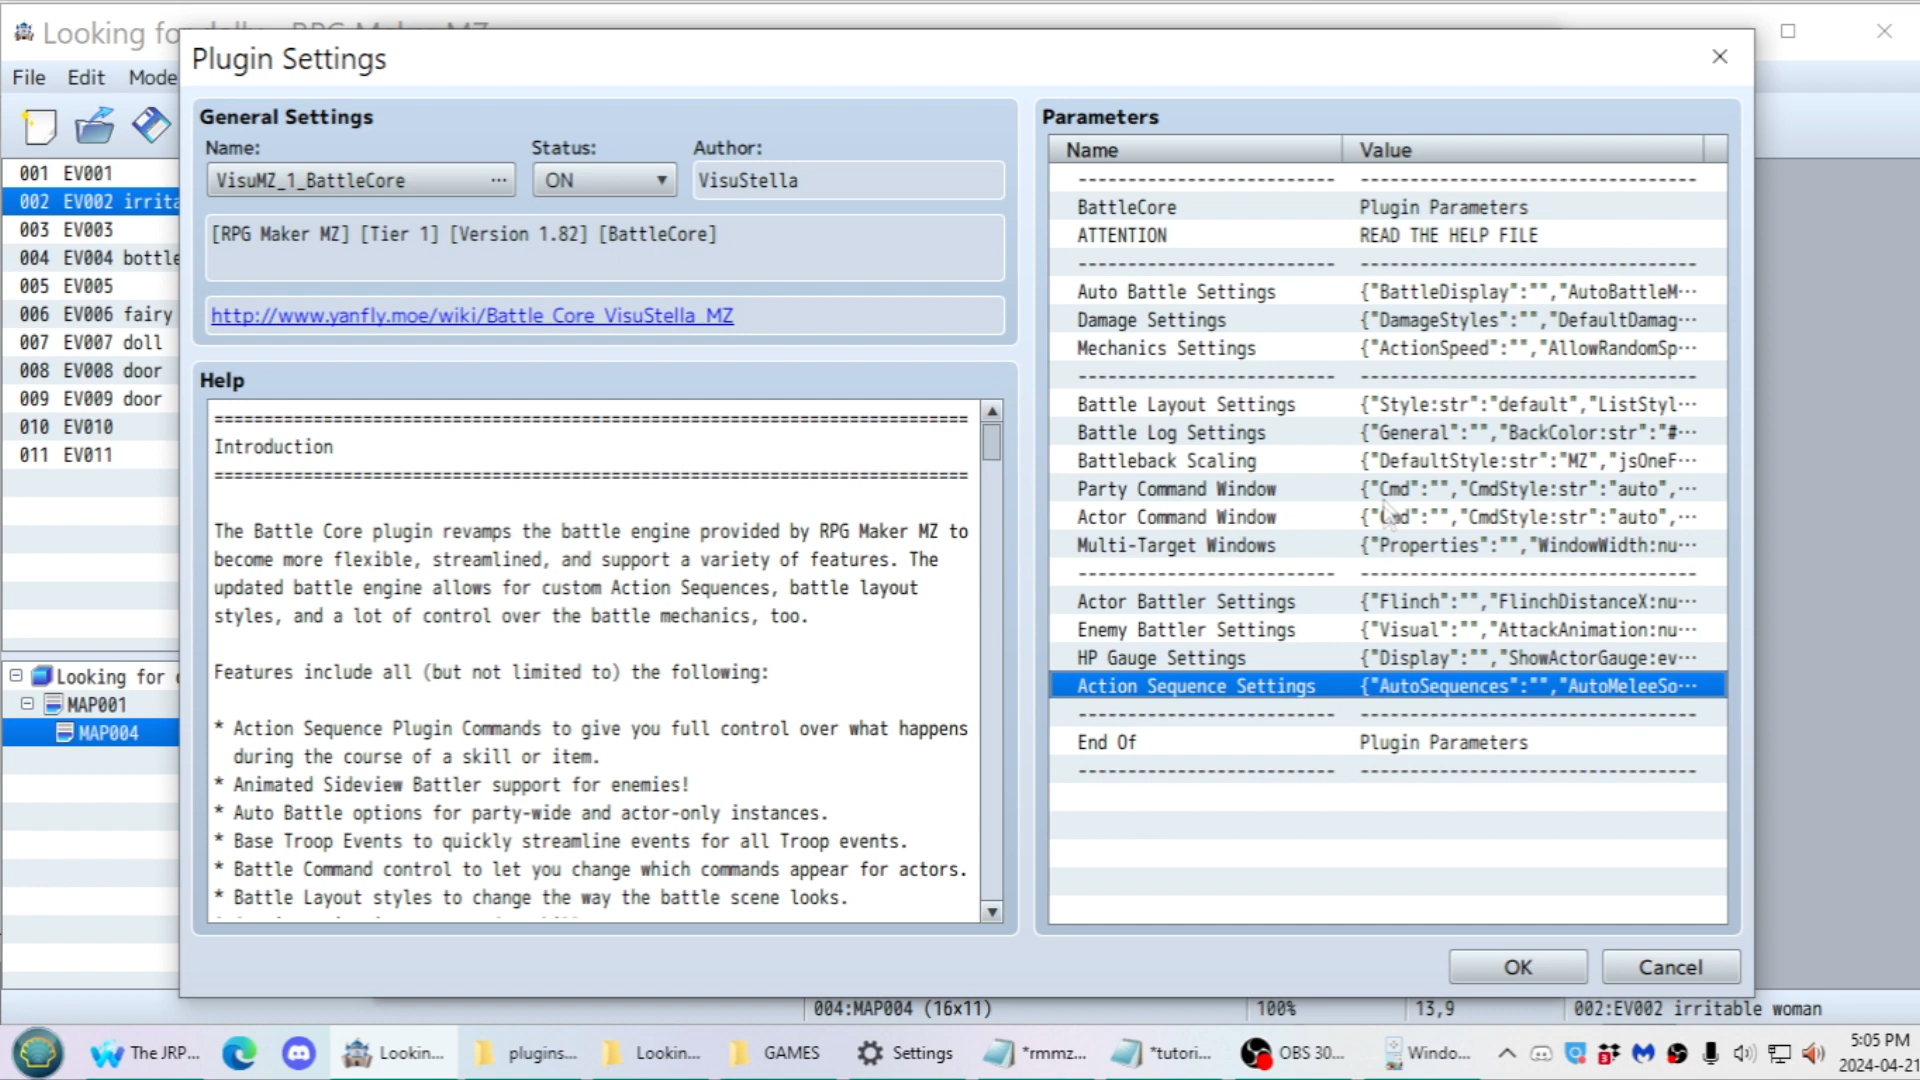 Looking fo
Plugin Settings
File Edit Mode
General Settings
Name: Status: Author:
VisuMZ_1_BattleCore ... ON VisuStella
[RPG Maker MZ] [Tier 1] [Version 1.82] [BattleCore]
http://www.yanfly.moe/wiki/Battle_Core_VisuStella_MZ
Help
================================================================================
Introduction
================================================================================
The Battle Core plugin revamps the battle engine provided by RPG Maker MZ to
become more flexible, streamlined, and support a variety of features. The
updated battle engine allows for custom Action Sequences, battle layout
styles, and a lot of control over the battle mechanics, too.
Features include all (but not limited to) the following:
* Action Sequence Plugin Commands to give you full control over what happens
during the course of a skill or item.
* Animated Sideview Battler support for enemies!
* Auto Battle options for party-wide and actor-only instances.
* Base Troop Events to quickly streamline events for all Troop events.
* Battle Command control to let you change which commands appear for actors.
* Battle Layout styles to change the way the battle scene looks.
Parameters
Name Value
-------------------------- ----------------------------------
BattleCore Plugin Parameters
ATTENTION READ THE HELP FILE
-------------------------- ----------------------------------
Auto Battle Settings {"BattleDisplay":"","AutoBattleM…
Damage Settings {"DamageStyles":"","DefaultDamag…
Mechanics Settings {"ActionSpeed":"","AllowRandomSp…
-------------------------- ----------------------------------
Battle Layout Settings {"Style:str":"default","ListStyl…
Battle Log Settings {"General":"","BackColor:str":"#…
Battleback Scaling {"DefaultStyle:str":"MZ","jsOneF…
Party Command Window {"Cmd":"","CmdStyle:str":"auto",…
Actor Command Window {"Cmd":"","CmdStyle:str":"auto",…
Multi-Target Windows {"Properties":"","WindowWidth:nu…
-------------------------- ----------------------------------
Actor Battler Settings {"Flinch":"","FlinchDistanceX:nu…
Enemy Battler Settings {"Visual":"","AttackAnimation:nu…
HP Gauge Settings {"Display":"","ShowActorGauge:ev…
Action Sequence Settings {"AutoSequences":"","AutoMeleeSo…
-------------------------- ----------------------------------
End Of Plugin Parameters
-------------------------- ----------------------------------
OK Cancel
001 EV001
002 EV002 irrita
003 EV003
004 EV004 bottle
005 EV005
006 EV006 fairy
007 EV007 doll
008 EV008 door
009 EV009 door
010 EV010
011 EV011
Looking for
MAP001
MAP004
004:MAP004 (16x11) 100% 13,9 002:EV002 irritable woman
The JRP... Lookin... plugins... Lookin... GAMES Settings *rmmz... *tutori... OBS 30... Windo...
5:05 PM
2024-04-21